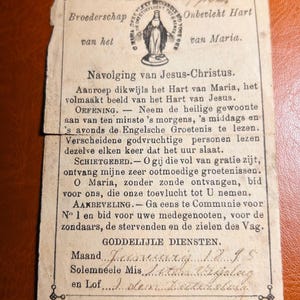 Broederschap Onbevlekt Hart
van het van Maria.
Navolging van Jesus-Christus.
Aanroep dikwijls het Hart van Maria, het
volmaakt beeld van het Hart van Jesus.
OEFENING. — Neem de heilige gewoonte
aan van ten minste 's morgens, 's middags en
's avonds de Engelsche Groetenis te lezen.
Verscheidene godvruchtige personen lezen
dezelve elken keer dat het uur slaat.
SCHIETGEBED. — O gij die vol van gratie zijt,
ontvang mijne zeer ootmoedige groetenissen.
O Maria, zonder zonde ontvangen, bid
voor ons, die onze toevlucht tot U nemen.
AANBEVELING. — Ga eens te Communie voor
No 1 en bid voor uwe medegenooten, voor de
zondaars, de stervenden en de zielen des Vag.
GODDELIJKE DIENSTEN.
Maand
Solemneele Mis
en Lof